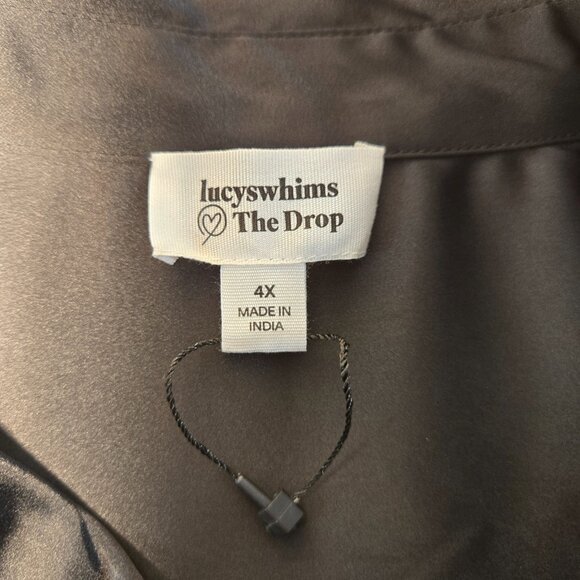 lucyswhims
The Drop
4X
MADE IN
INDIA